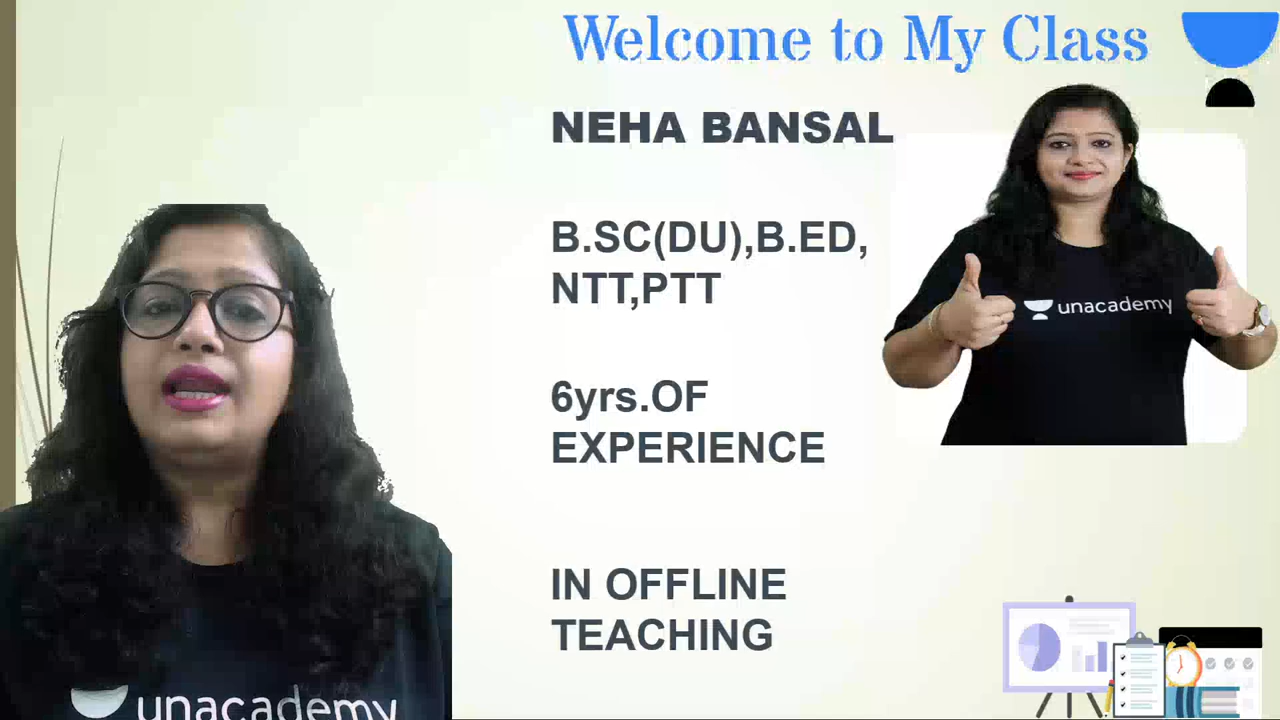 Welcome to My Class
NEHA BANSAL
B.SC(DU),B.ED,
NTT,PTT
unacademy
6yrs.OF
EXPERIENCE
IN OFFLINE
TEACHING
unacademy